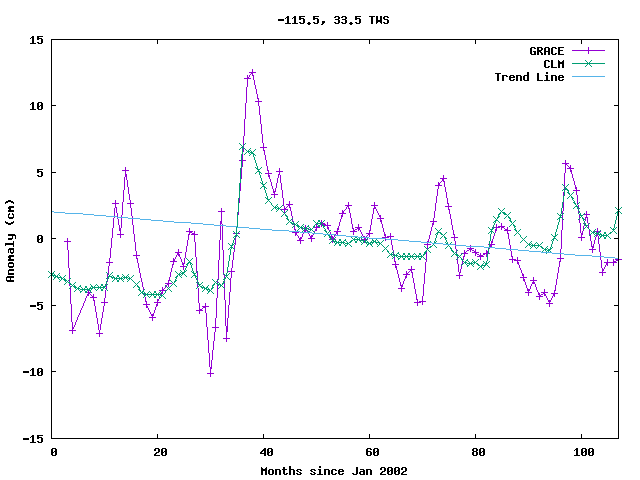 -115.5, 33.5 TWS
GRACE
CLM
Trend Line
15
10
5
0
-5
-10
-15
Anomaly (cm)
0 20 40 60 80 100
Months since Jan 2002